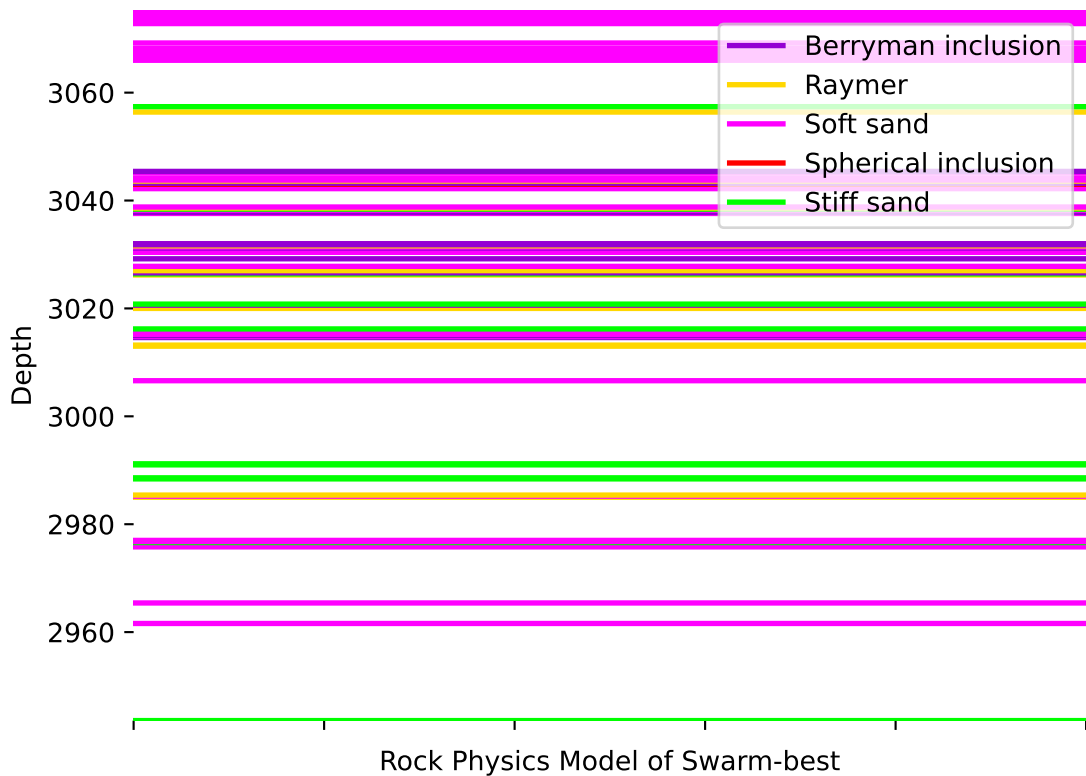 Berryman inclusion
Raymer
Soft sand
Spherical inclusion
Stiff sand
3060
3040
3020
3000
2980
2960
Depth
Rock Physics Model of Swarm-best